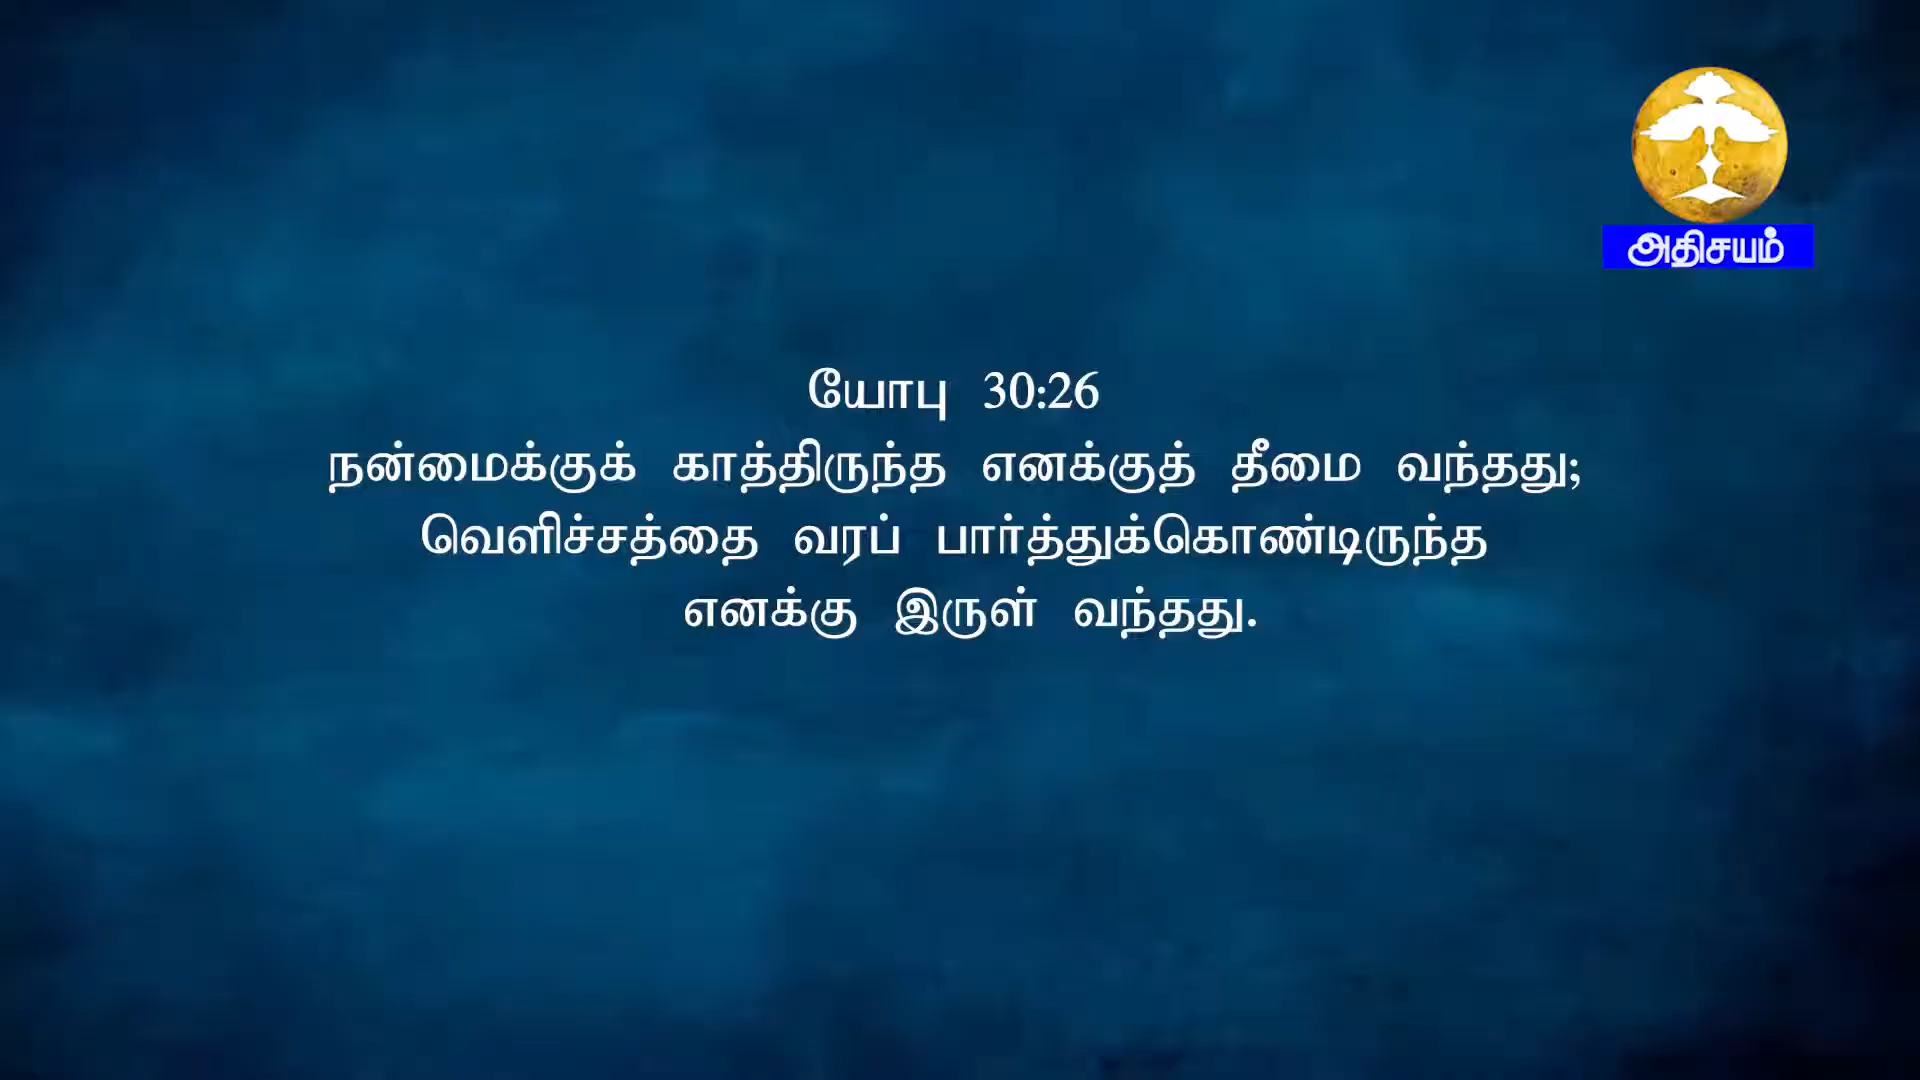 அதிசயம்
யோபு 30:26
நன்மைக்குக் காத்திருந்த எனக்குத் தீமை வந்தது;
வெளிச்சத்தை வரப் பார்த்துக்கொண்டிருந்த
எனக்கு இருள் வந்தது.